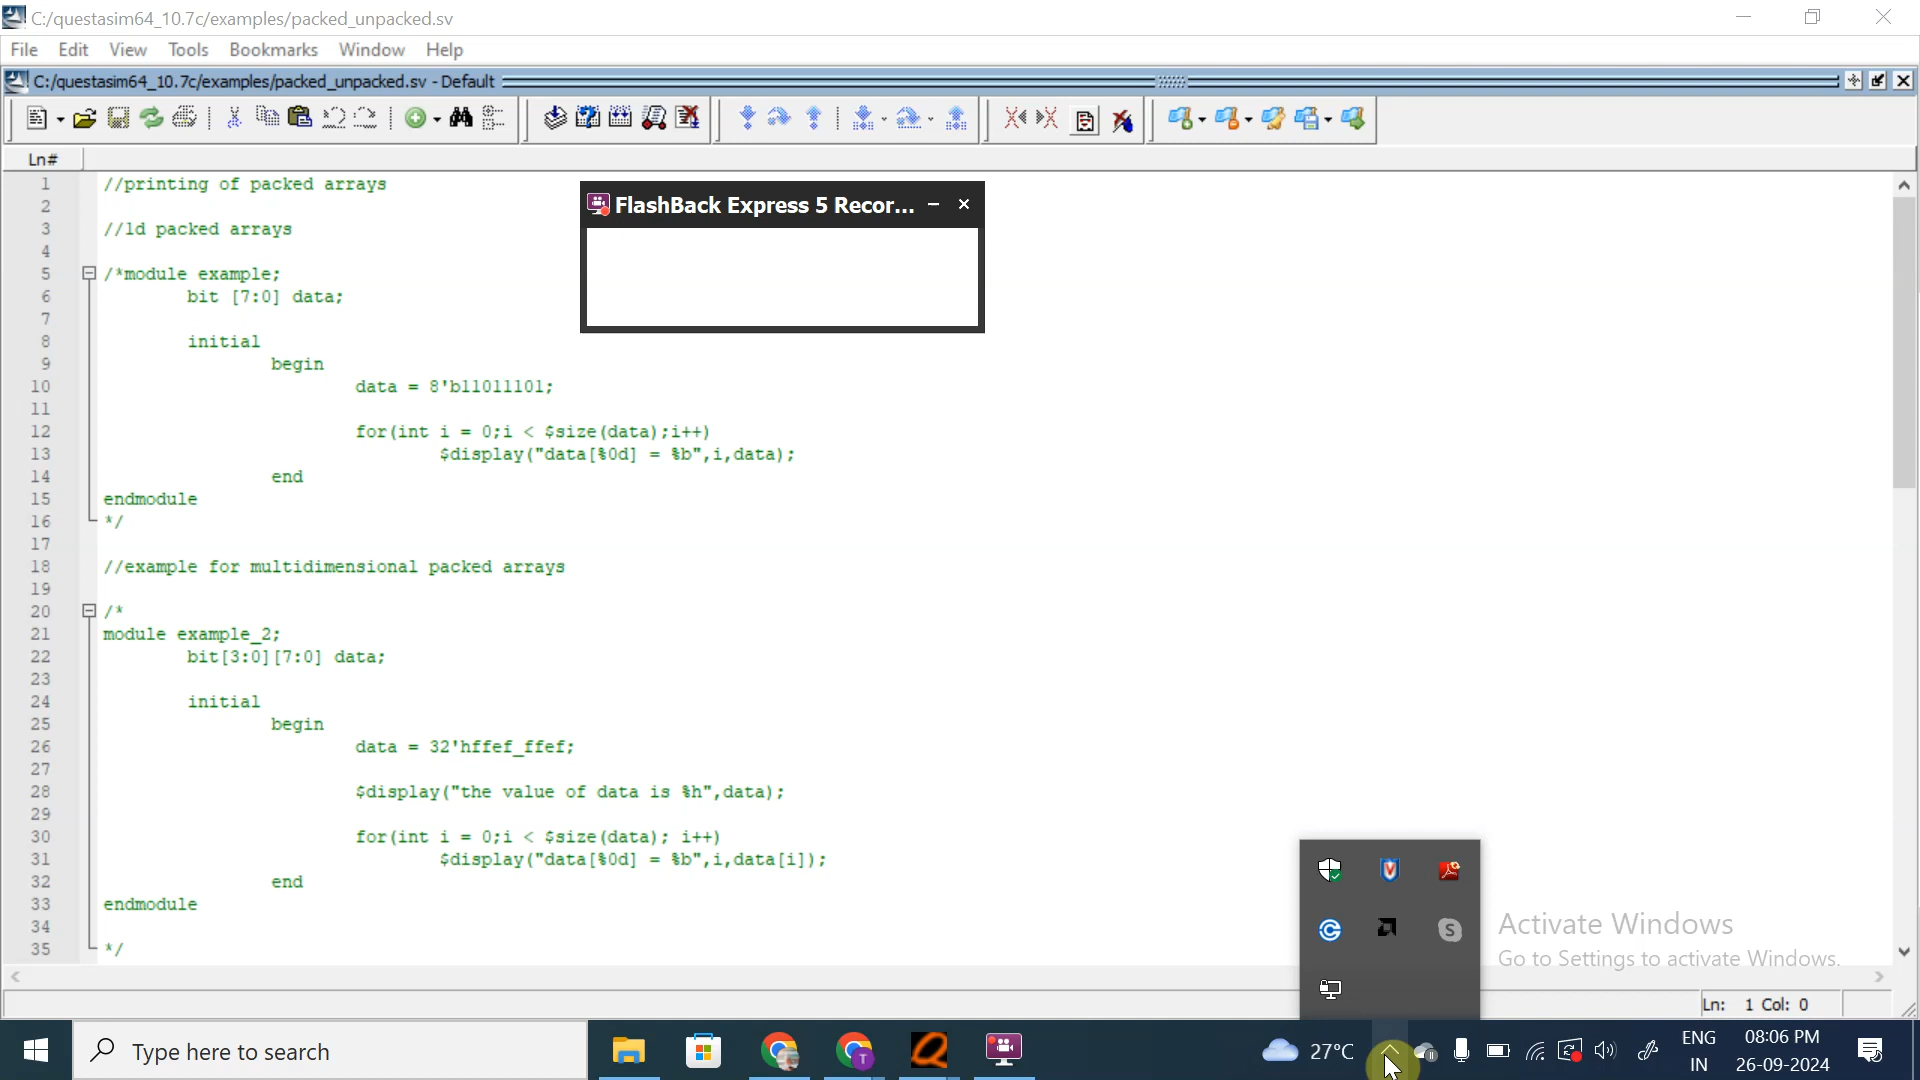 C:/questasim64_10.7c/examples/packed_unpacked.sv
File Edit View Tools Bookmarks Window Help
C:/questasim64_10.7c/examples/packed_unpacked.sv - Default
Ln#
1 //printing of packed arrays
2
3 //1d packed arrays
4
5 /*module example;
6 bit [7:0] data;
7
8 initial
9 begin
10 data = 8'b11011101;
11
12 for(int i = 0;i < $size(data);i++)
13 $display("data[%0d] = %b",i,data);
14 end
15 endmodule
16 */
17
18 //example for multidimensional packed arrays
19
20 /*
21 module example_2;
22 bit[3:0][7:0] data;
23
24 initial
25 begin
26 data = 32'hffef_ffef;
27
28 $display("the value of data is %h",data);
29
30 for(int i = 0;i < $size(data); i++)
31 $display("data[%0d] = %b",i,data[i]);
32 end
33 endmodule
34
35 */
FlashBack Express 5 Recor...
Activate Windows
Go to Settings to activate Windows.
Ln: 1 Col: 0
Type here to search
27°C
ENG
IN
08:06 PM
26-09-2024